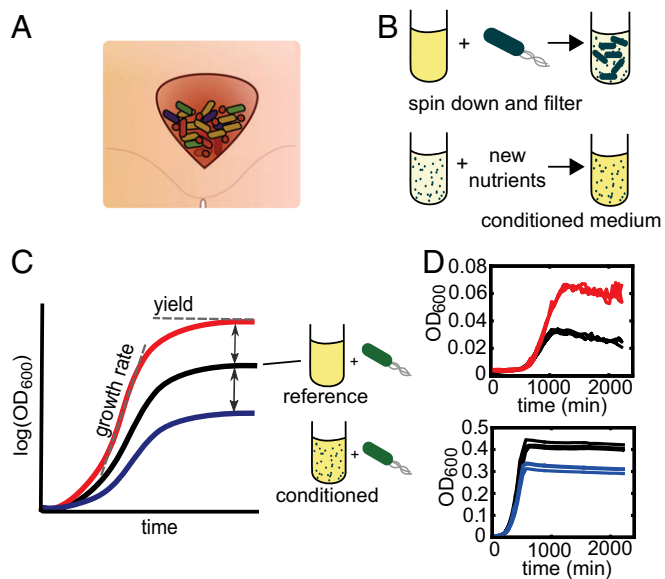 A
B
+
spin down and filter
+
new
nutrients
conditioned medium
C
yield
growth rate
log(OD600)
time
+
reference
+
conditioned
D
0.08
0.06
0.04
0.02
0
OD600
0
1000
2000
time (min)
0.5
0.4
0.3
0.2
0.1
0
OD600
0
1000
2000
time (min)